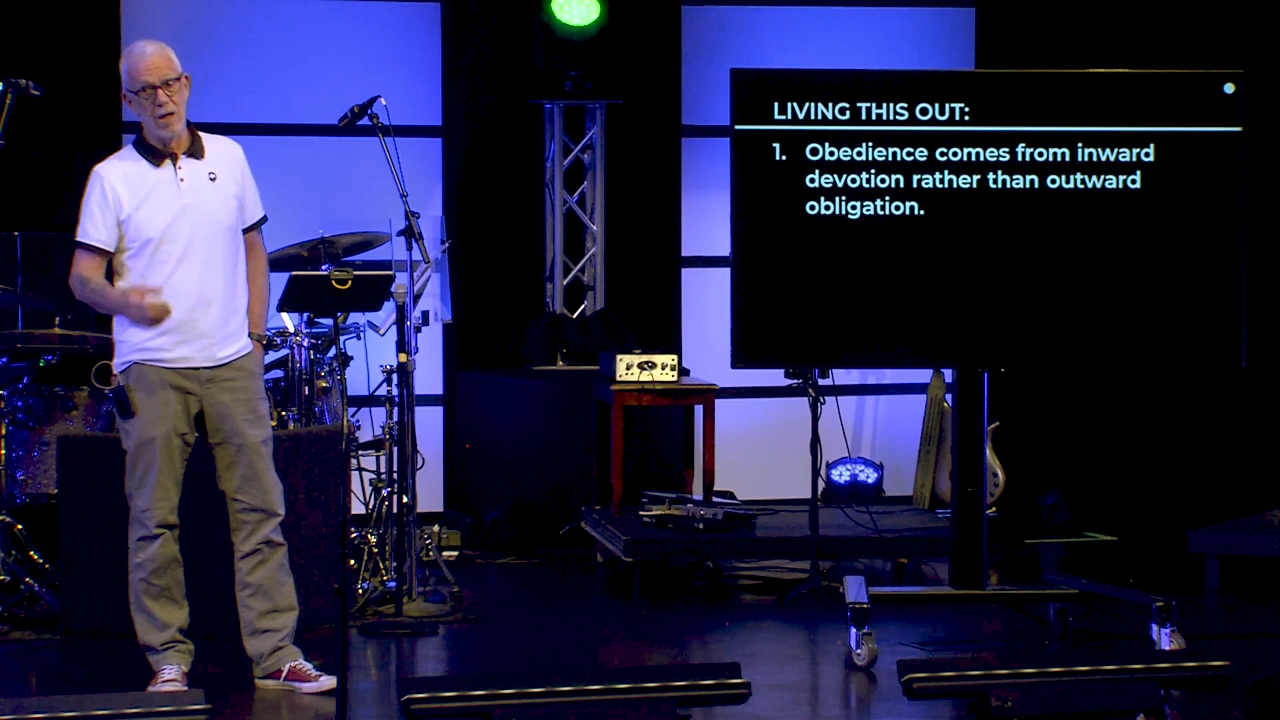 LIVING THIS OUT:
1. Obedience comes from inward
devotion rather than outward
obligation.